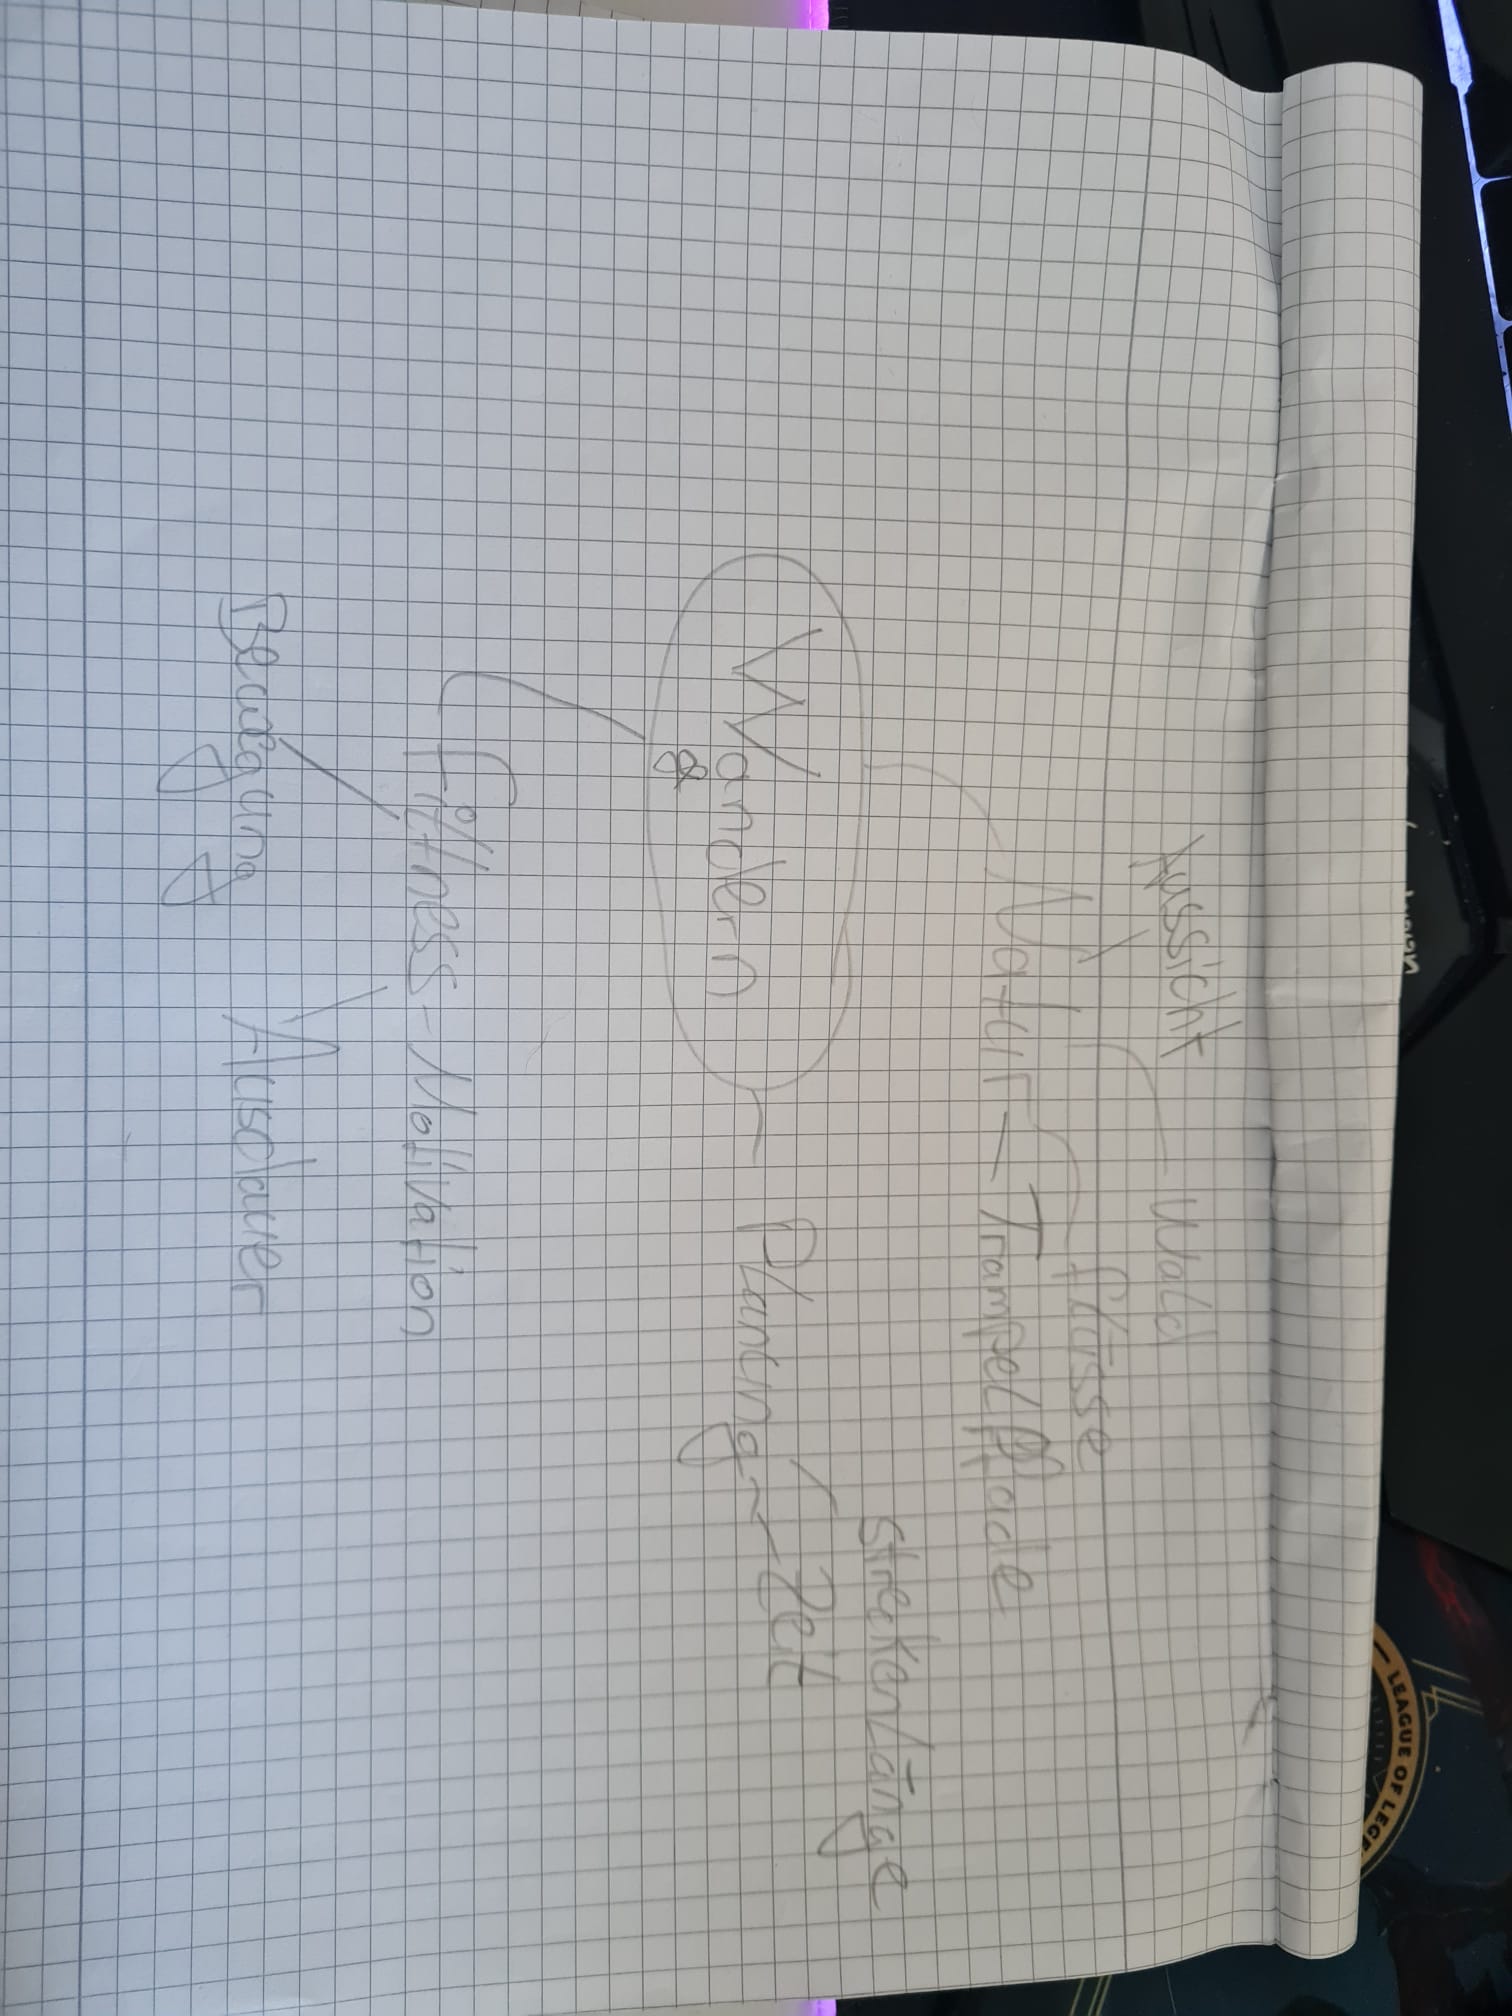 Aussicht
Wald
flüsse
Natur < Trampelpfade
Streckenlänge
Wandern
Planung - Zeit
&
Fitness - Motivation
Bewegung
Ausdauer
LEAGUE OF LEGE